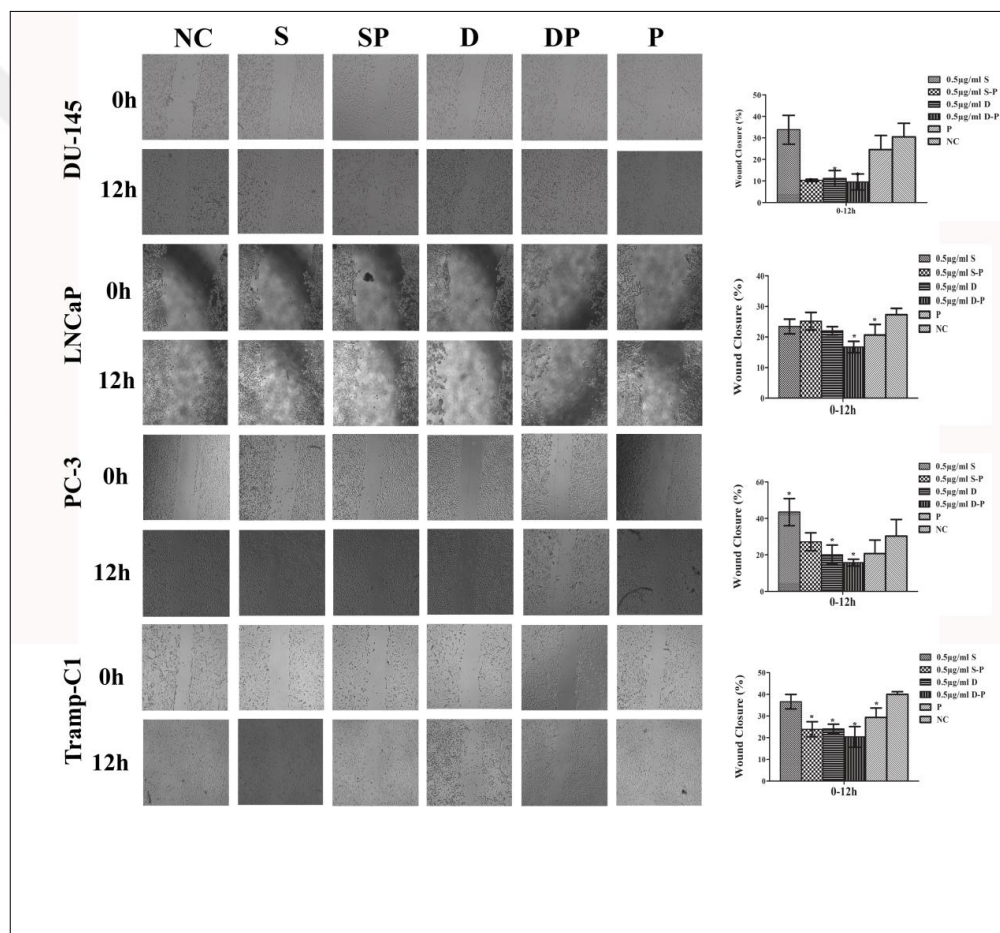 NC S SP D DP P
DU-145
0h
12h
LNCaP
0h
12h
PC-3
0h
12h
Tramp-C1
0h
12h
Wound Closure (%)
50
40
30
20
10
0
* *
0-12h
0.5µg/ml S
0.5µg/ml S-P
0.5µg/ml D
0.5µg/ml D-P
P
NC
Wound Closure (%)
40
30
20
10
0
* *
0-12h
0.5µg/ml S
0.5µg/ml S-P
0.5µg/ml D
0.5µg/ml D-P
P
NC
Wound Closure (%)
60
40
20
0
* * *
0-12h
0.5µg/ml S
0.5µg/ml S-P
0.5µg/ml D
0.5µg/ml D-P
P
NC
Wound Closure (%)
50
40
30
20
10
0
* * * *
0-12h
0.5µg/ml S
0.5µg/ml S-P
0.5µg/ml D
0.5µg/ml D-P
P
NC